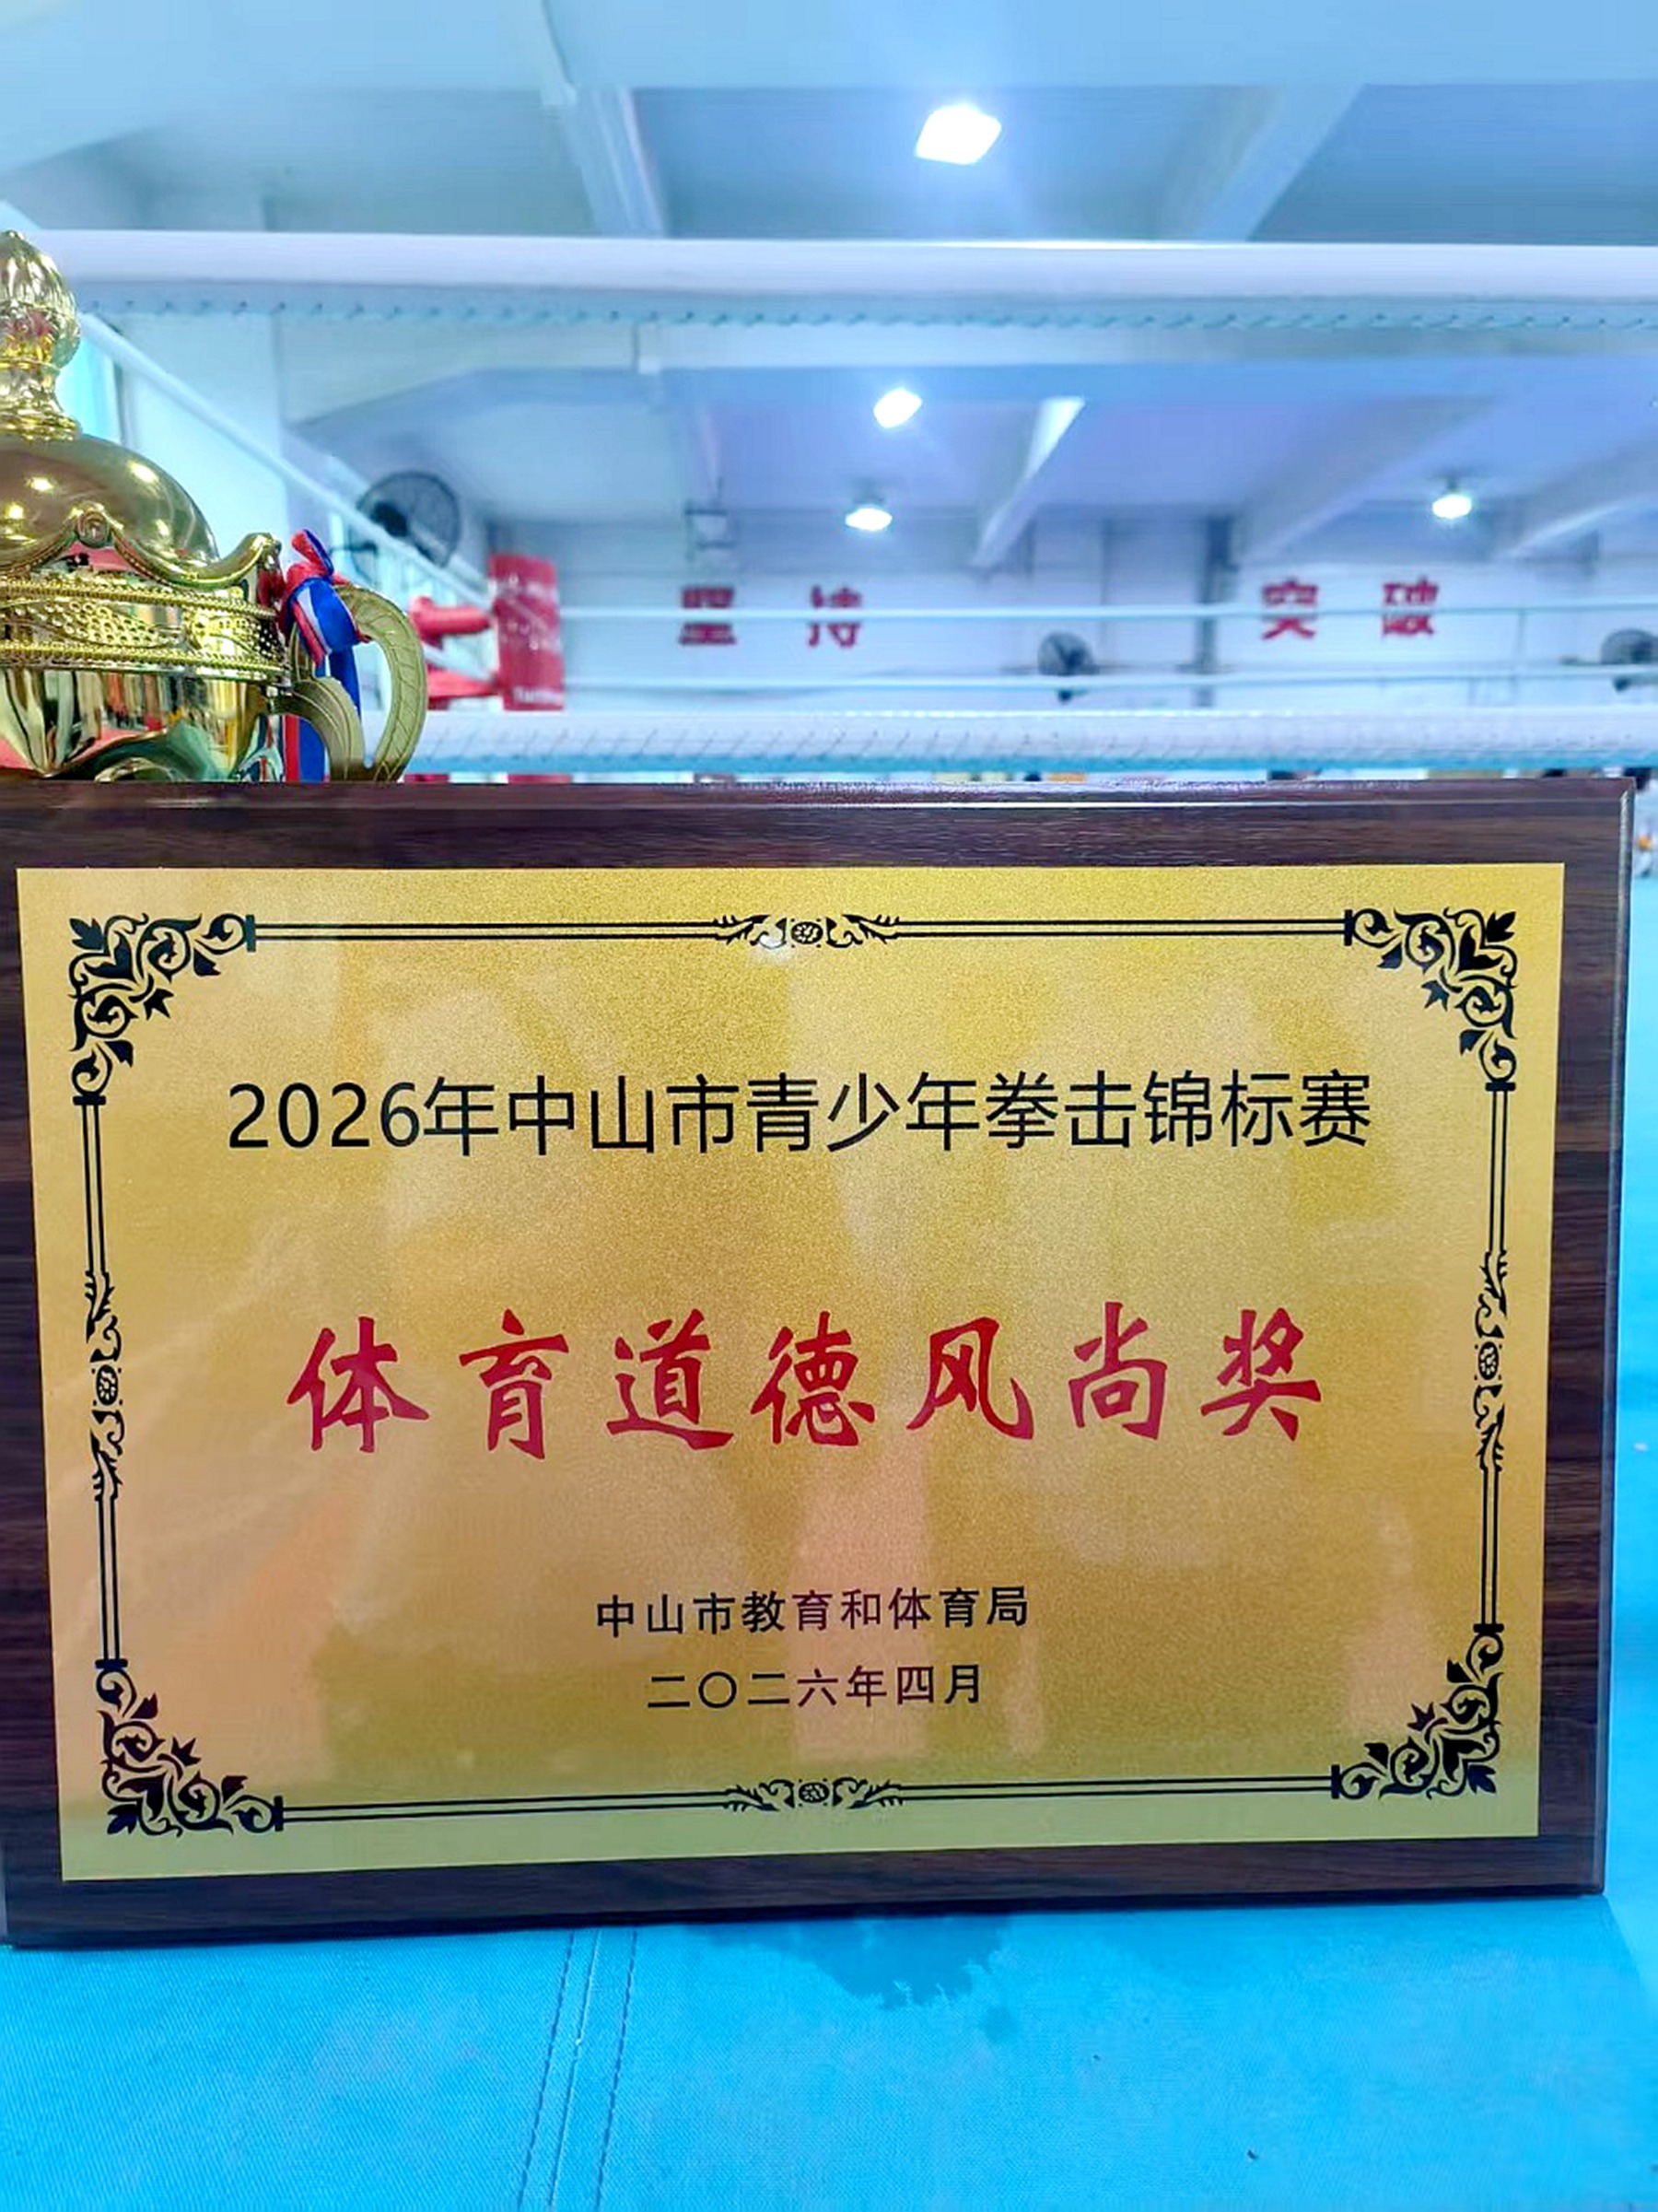 坚 持 突 破
2026年中山市青少年拳击锦标赛
体育道德风尚奖
中山市教育和体育局
二〇二六年四月